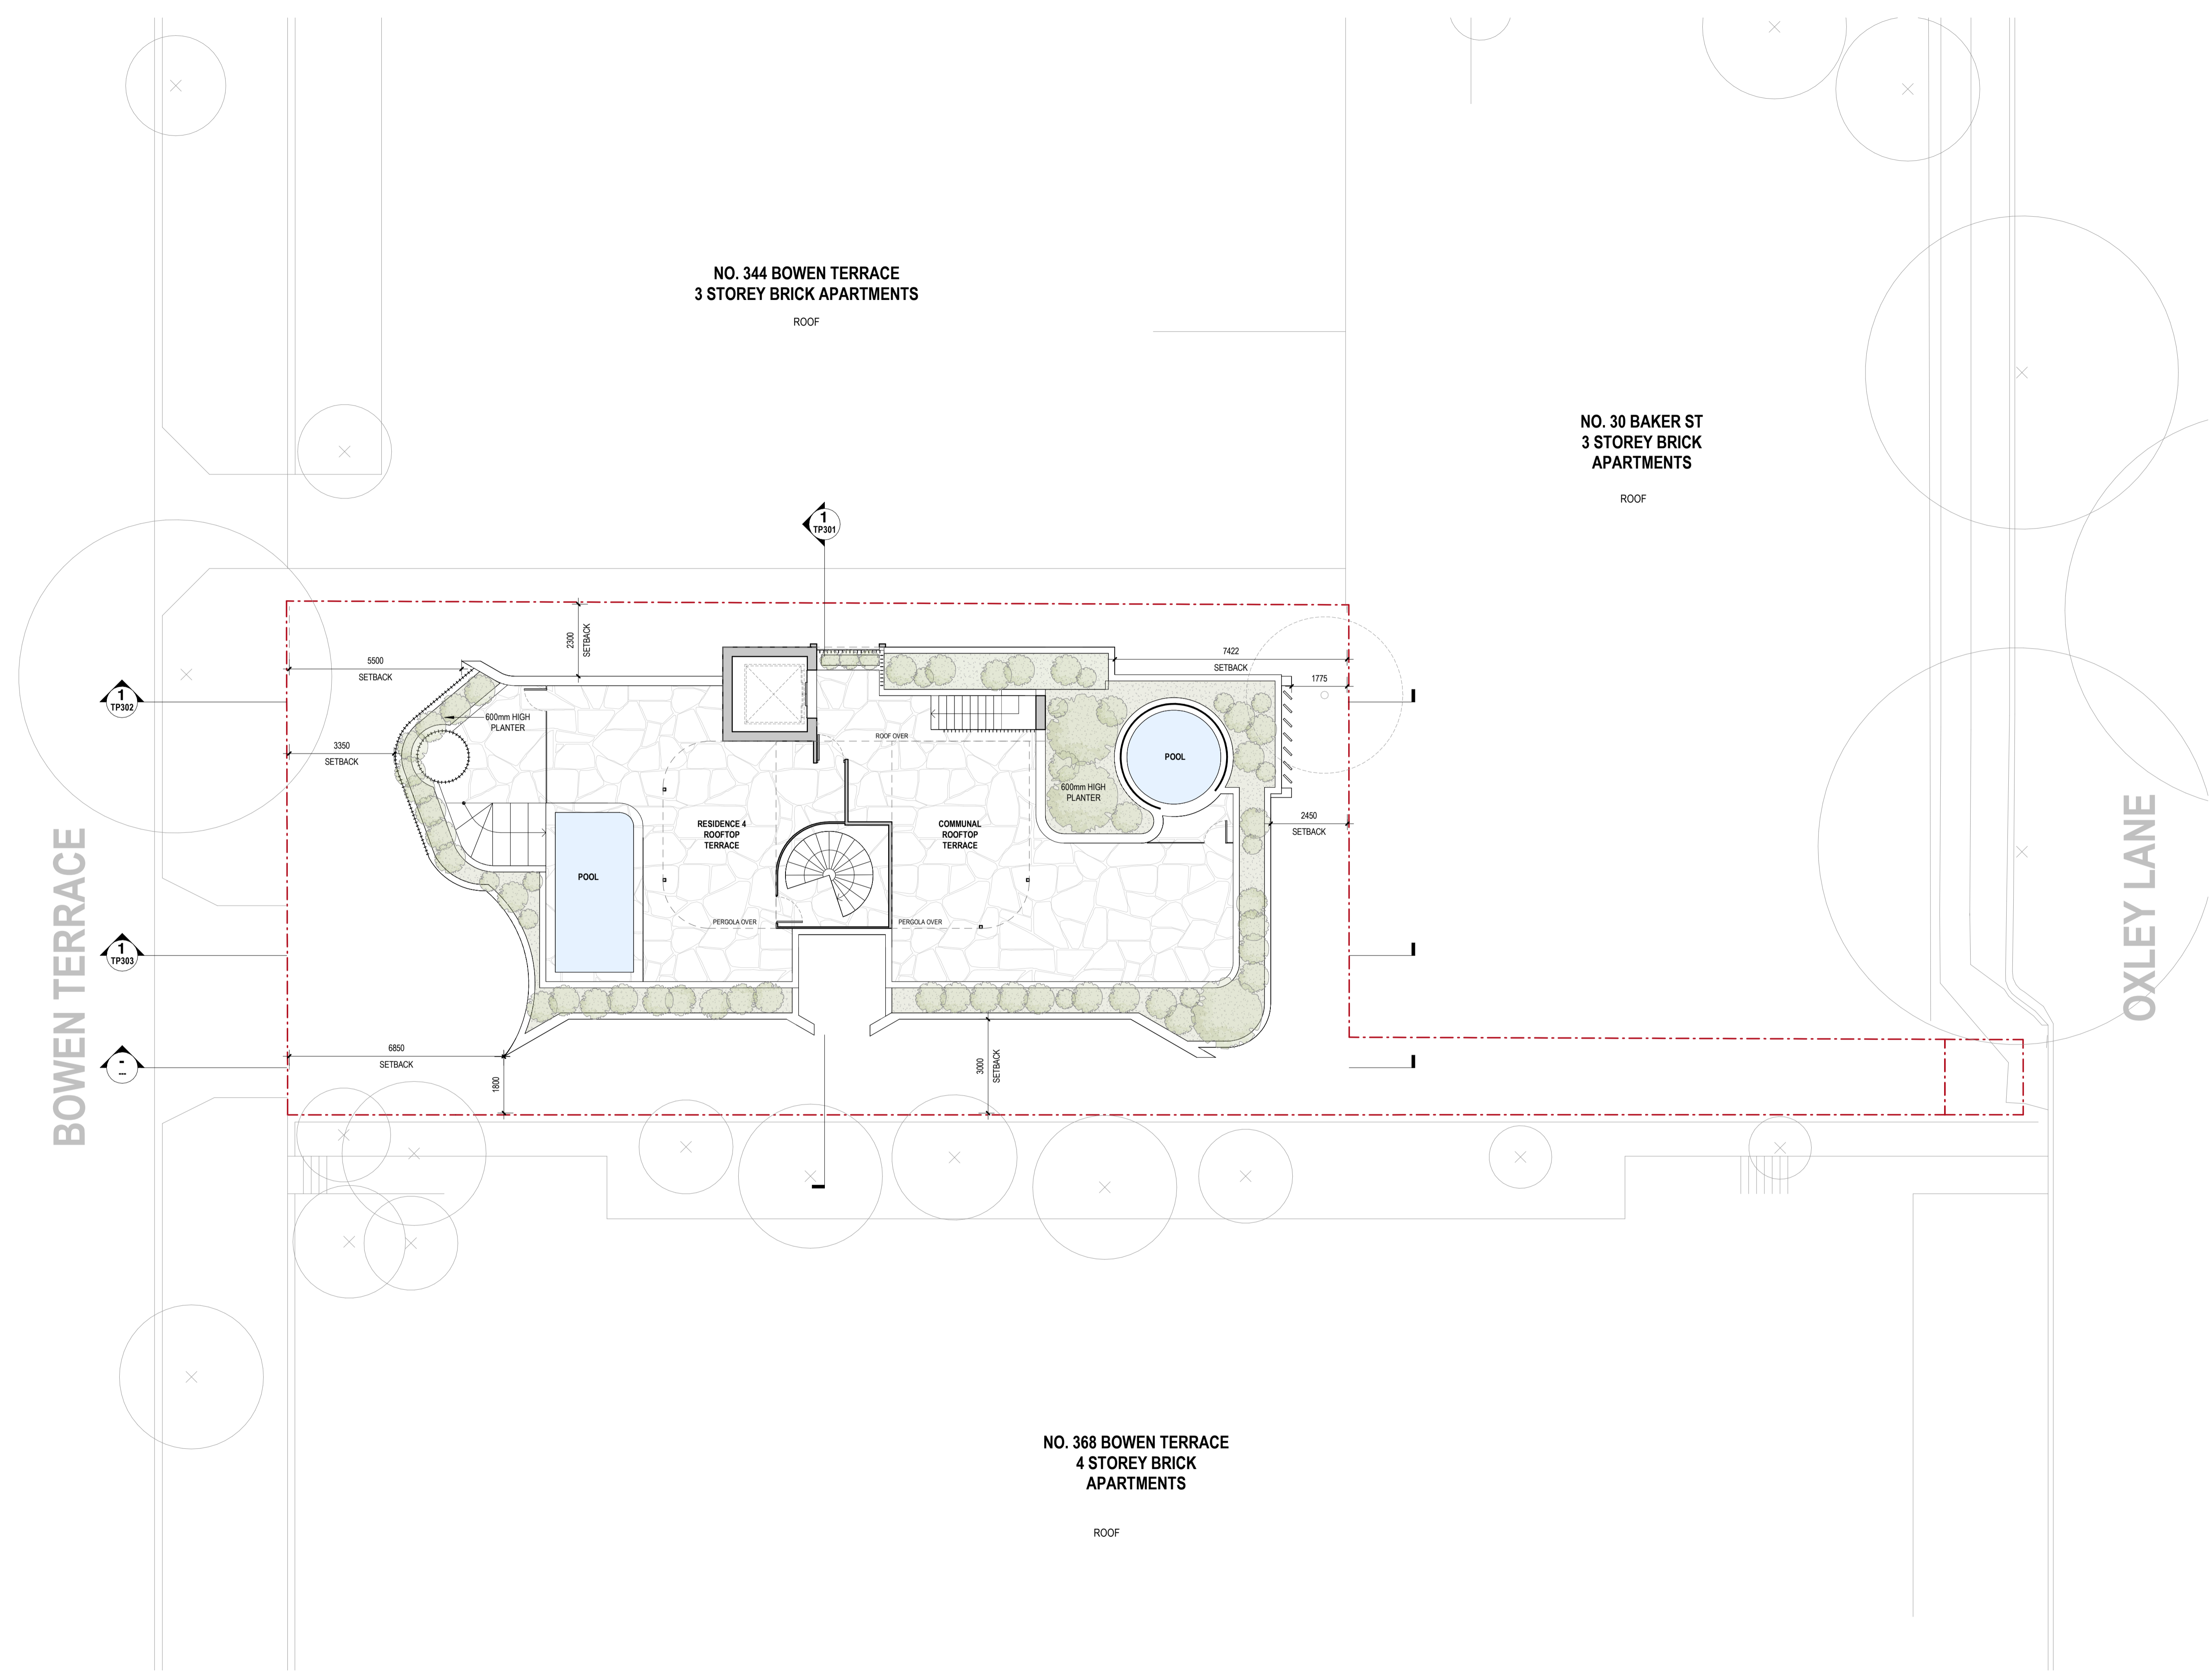 NO. 344 BOWEN TERRACE
3 STOREY BRICK APARTMENTS
ROOF
NO. 30 BAKER ST
3 STOREY BRICK
APARTMENTS
ROOF
1
TP301
2300
SETBACK
5500
SETBACK
7422
SETBACK
1775
1
TP302
600mm HIGH
PLANTER
ROOF OVER
3350
SETBACK
POOL
600mm HIGH
PLANTER
RESIDENCE 4
ROOFTOP
TERRACE
COMMUNAL
ROOFTOP
TERRACE
2450
SETBACK
POOL
PERGOLA OVER
PERGOLA OVER
BOWEN TERRACE
OXLEY LANE
1
TP303
6850
SETBACK
1800
3000
SETBACK
-
---
NO. 368 BOWEN TERRACE
4 STOREY BRICK
APARTMENTS
ROOF